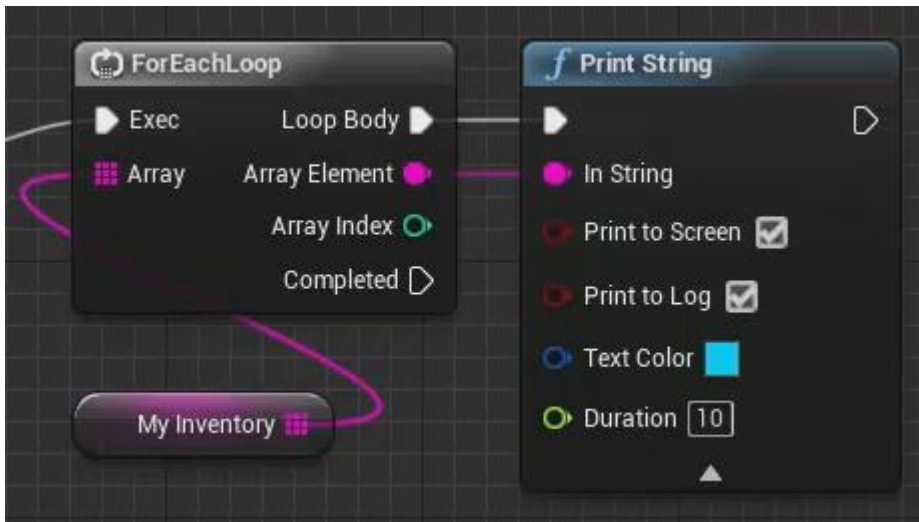 ForEachLoop
Exec
Loop Body
Array
Array Element
Array Index
Completed
My Inventory
f Print String
In String
Print to Screen
Print to Log
Text Color
Duration 10